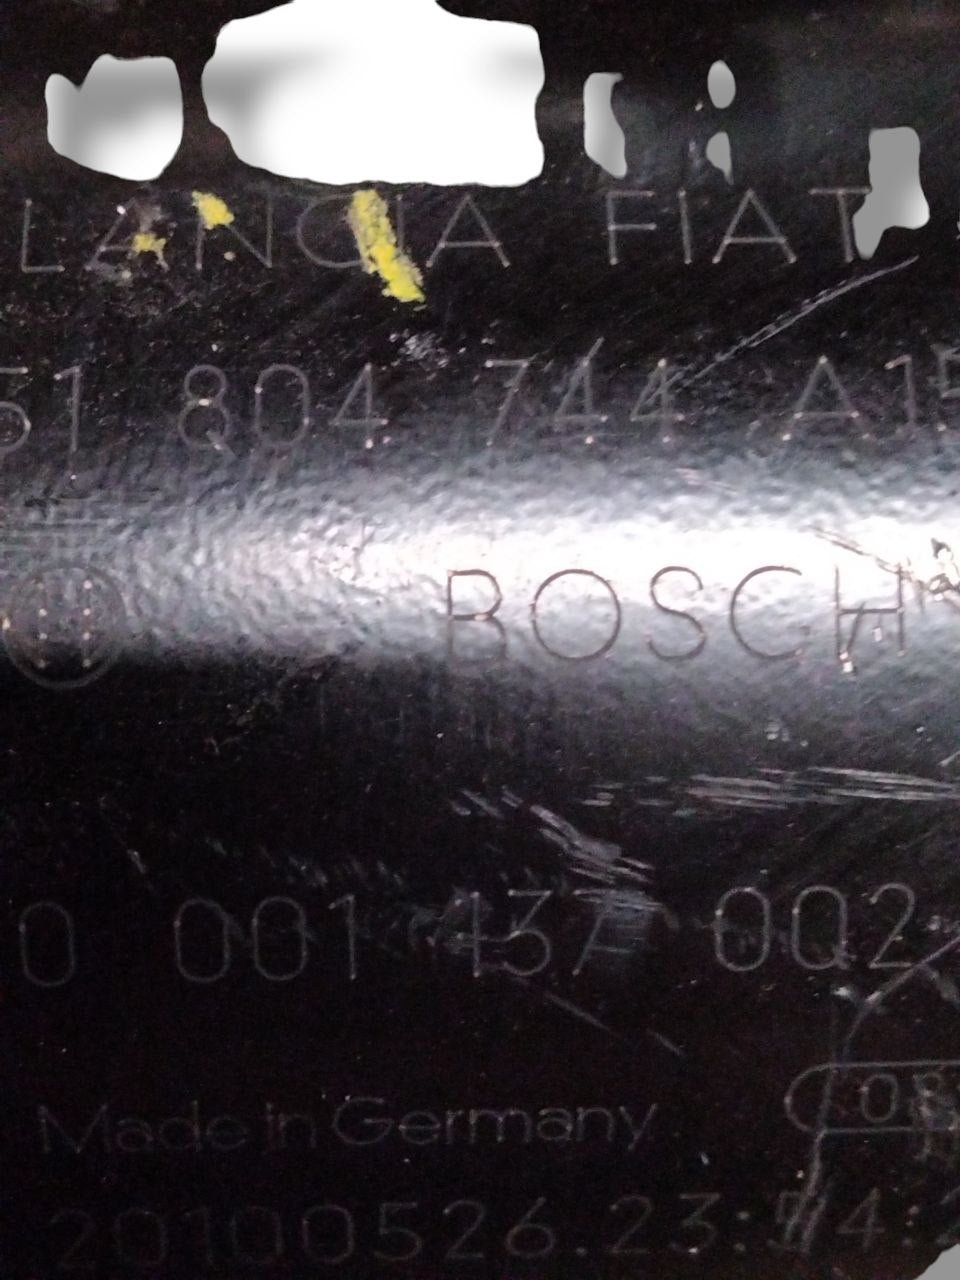 LANCIA FIAT
51 804 744 A15
BOSCH
0 001 137 002
Made in Germany
20100526.23:54: